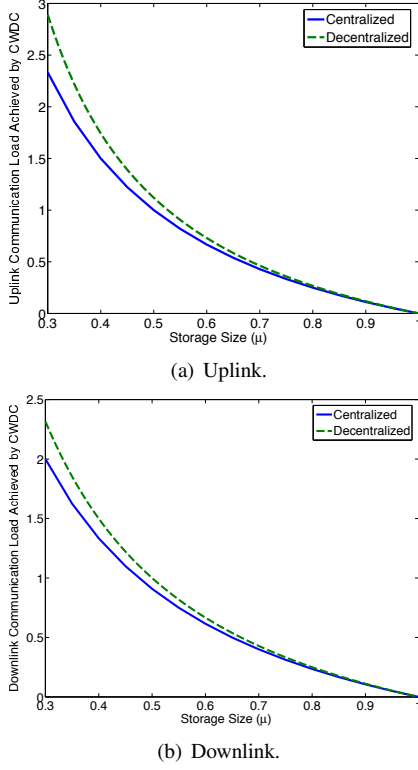 3
2.5
2
1.5
1
0.5
0
Uplink Communication Load Achieved by CWDC
Centralized
Decentralized
0.3 0.4 0.5 0.6 0.7 0.8 0.9 1
Storage Size (μ)
(a) Uplink.
2.5
2
1.5
1
0.5
0
Downlink Communication Load Achieved by CWDC
Centralized
Decentralized
0.3 0.4 0.5 0.6 0.7 0.8 0.9
Storage Size (μ)
(b) Downlink.